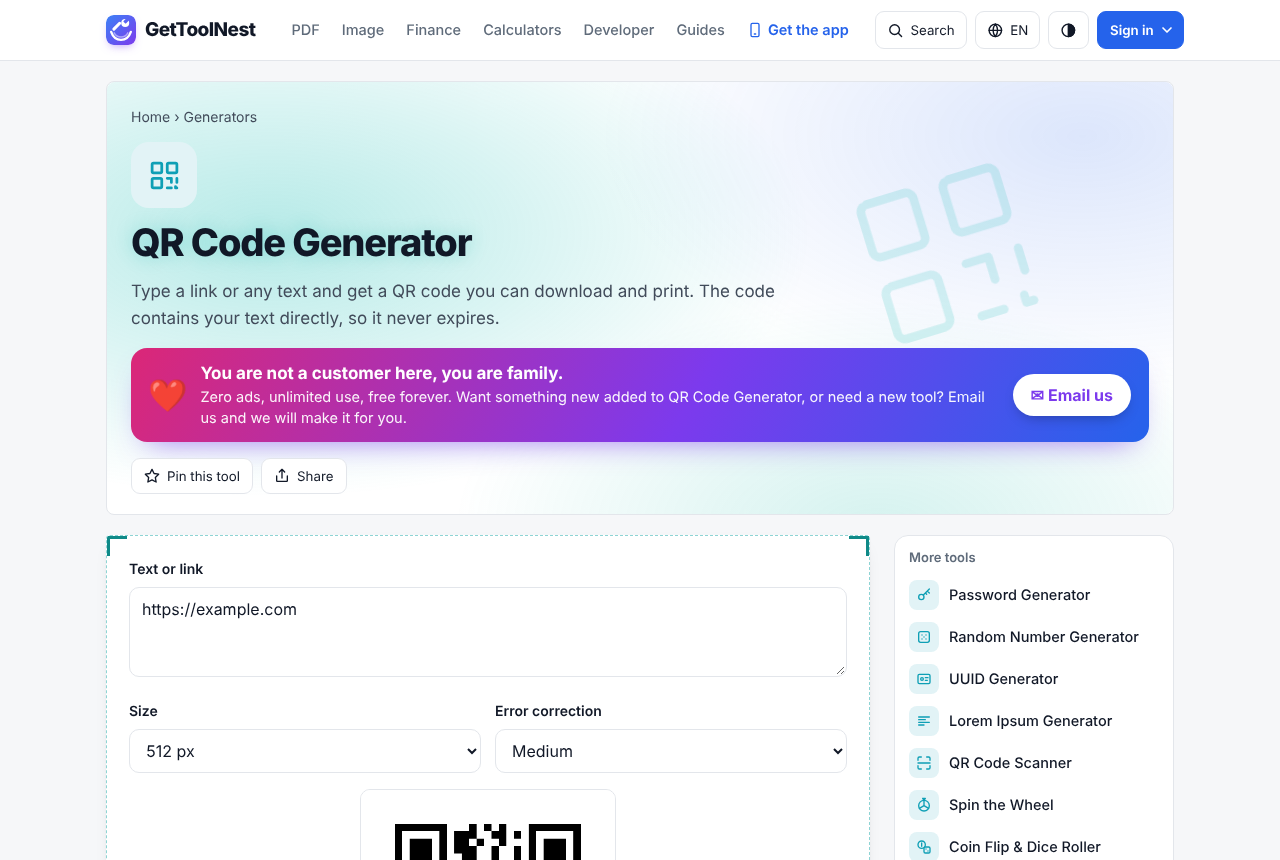 GetToolNest
PDF
Image
Finance
Calculators
Developer
Guides
Get the app
Search
EN
Sign in
Home › Generators
QR Code Generator
Type a link or any text and get a QR code you can download and print. The code
contains your text directly, so it never expires.
You are not a customer here, you are family.
Zero ads, unlimited use, free forever. Want something new added to QR Code Generator, or need a new tool? Email
us and we will make it for you.
✉ Email us
Pin this tool
Share
Text or link
https://example.com
Size
Error correction
512 px
Medium
More tools
Password Generator
Random Number Generator
UUID Generator
Lorem Ipsum Generator
QR Code Scanner
Spin the Wheel
Coin Flip & Dice Roller